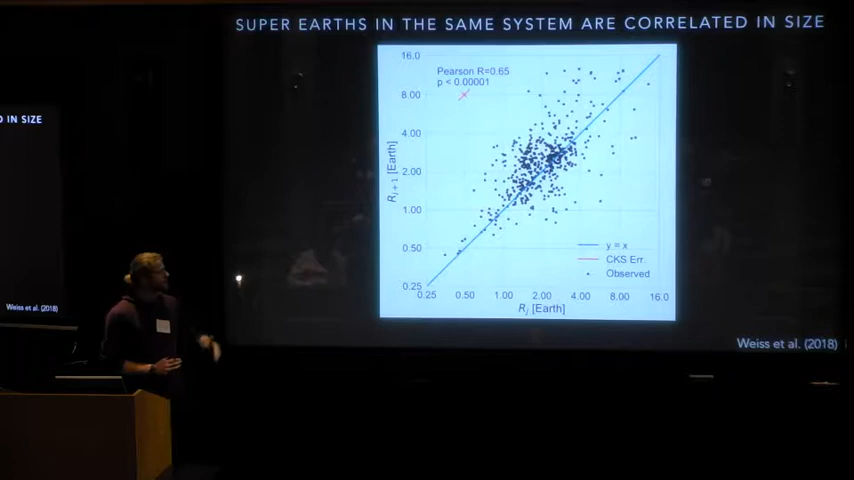 SUPER EARTHS IN THE SAME SYSTEM ARE CORRELATED IN SIZE
D IN SIZE
16.0
Pearson R=0.65
p < 0.00001
8.00
4.00
2.00
R_{j+1} [Earth]
1.00
0.50
0.25
y = x
CKS Err.
Observed
0.25 0.50 1.00 2.00 4.00 8.00 16.0
R_j [Earth]
Weiss et al. (2018)
Weiss et al. (2018)